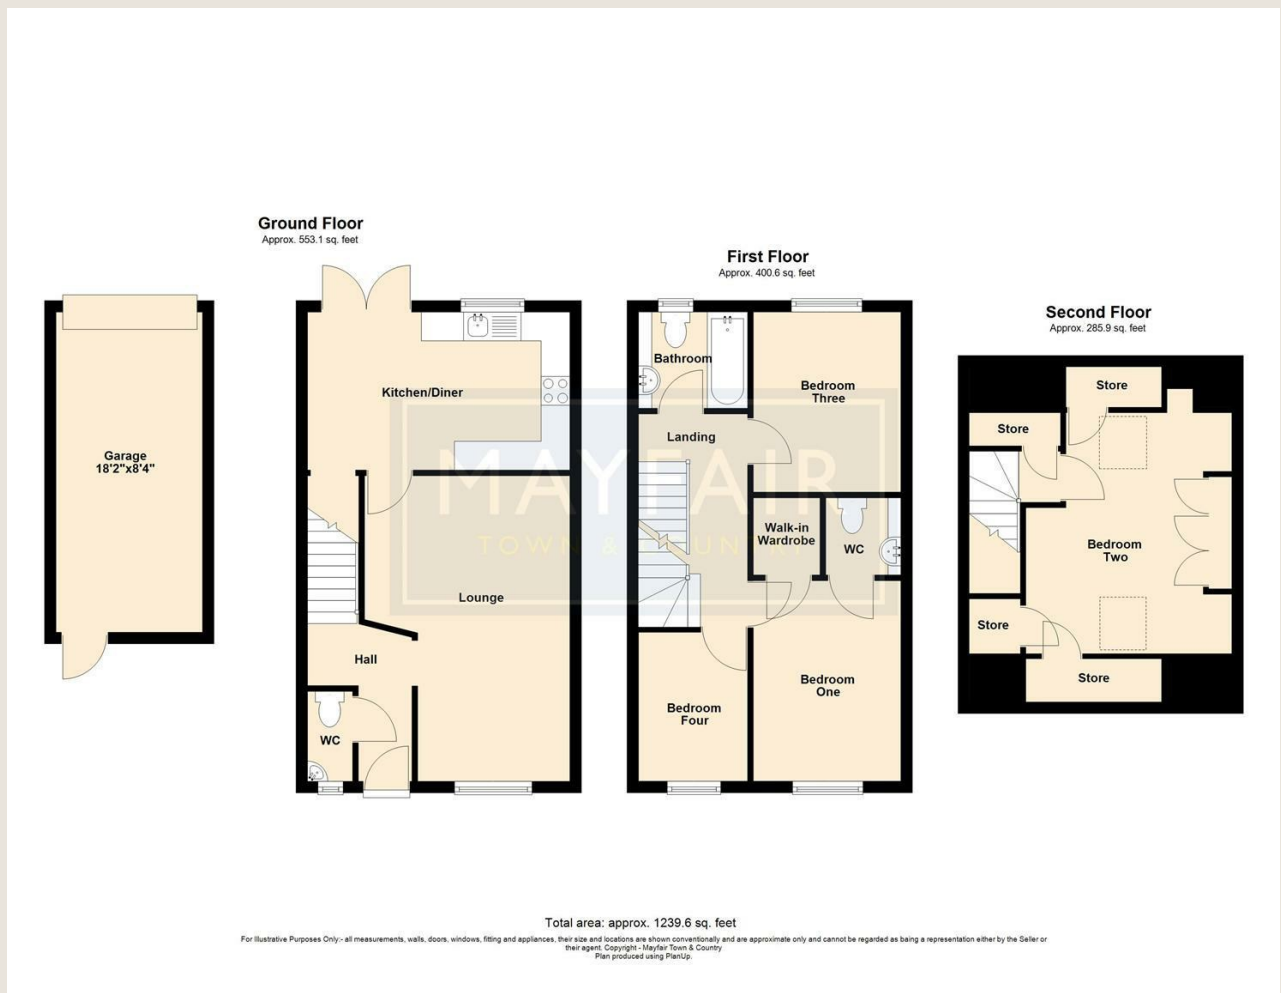 Ground Floor
Approx. 553.1 sq. feet
Garage
18'2"x8'4"
Kitchen/Diner
Lounge
Hall
WC
First Floor
Approx. 400.6 sq. feet
Bathroom
Bedroom
Three
Landing
Walk-in
Wardrobe
WC
Bedroom
One
Bedroom
Four
Second Floor
Approx. 285.9 sq. feet
Store
Store
Bedroom
Two
Store
Store
MAYFAIR
TOWN & COUNTRY
Total area: approx. 1239.6 sq. feet
For Illustrative Purposes Only:- all measurements, walls, doors, windows, fitting and appliances, their size and locations are shown conventionally and are approximate only and cannot be regarded as being a representation either by the Seller or
their agent. Copyright - Mayfair Town & Country
Plan produced using PlanUp.